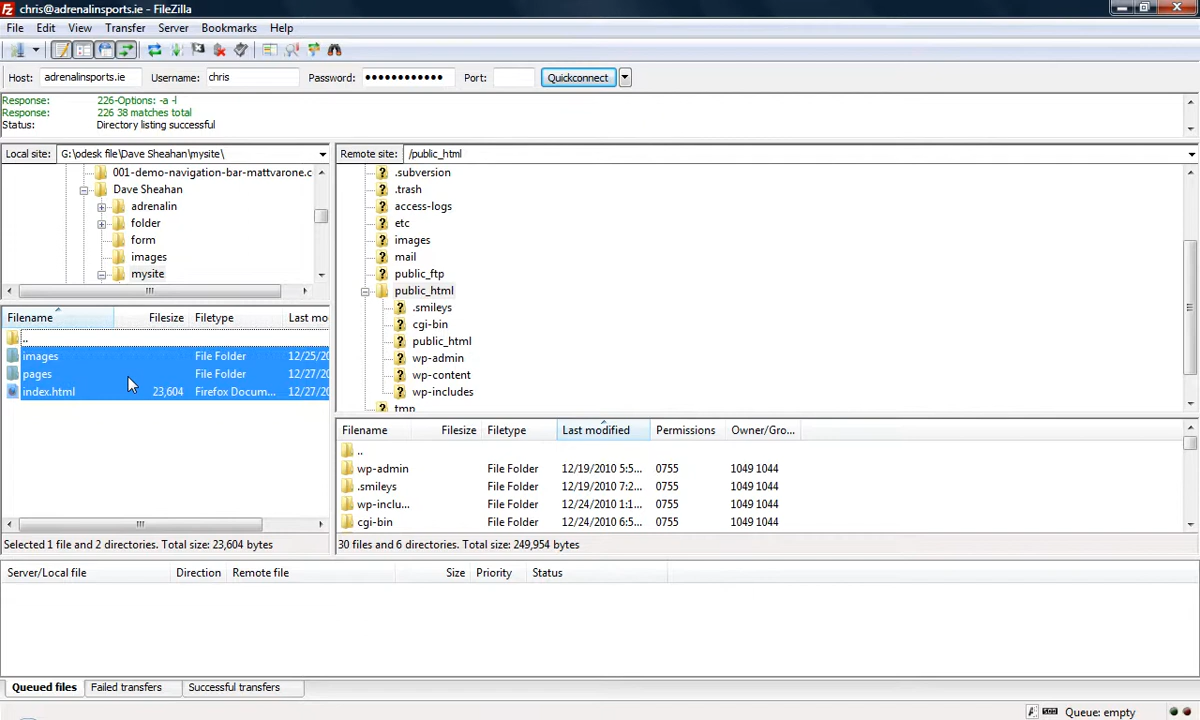 chris@adrenalinsports.ie - FileZilla
File Edit View Transfer Server Bookmarks Help
Host: adrenalinsports.ie Username: chris Password: •••••••••••• Port: Quickconnect
Response: 226-Options: -a -l
Response: 226 38 matches total
Status: Directory listing successful
Local site: G:\odesk file\Dave Sheahan\mysite\
001-demo-navigation-bar-mattvarone.c
Dave Sheahan
adrenalin
folder
form
images
mysite
Filename Filesize Filetype Last mo
..
images File Folder 12/25/20
pages File Folder 12/27/20
index.html 23,604 Firefox Docum... 12/27/20
Selected 1 file and 2 directories. Total size: 23,604 bytes
Remote site: /public_html
.subversion
.trash
access-logs
etc
images
mail
public_ftp
public_html
.smileys
cgi-bin
public_html
wp-admin
wp-content
wp-includes
tmp
Filename Filesize Filetype Last modified Permissions Owner/Gro...
..
wp-admin File Folder 12/19/2010 5:5... 0755 1049 1044
.smileys File Folder 12/19/2010 7:2... 0755 1049 1044
wp-inclu... File Folder 12/24/2010 1:1... 0755 1049 1044
cgi-bin File Folder 12/24/2010 6:5... 0755 1049 1044
30 files and 6 directories. Total size: 249,954 bytes
Server/Local file Direction Remote file Size Priority Status
Queued files Failed transfers Successful transfers
Queue: empty